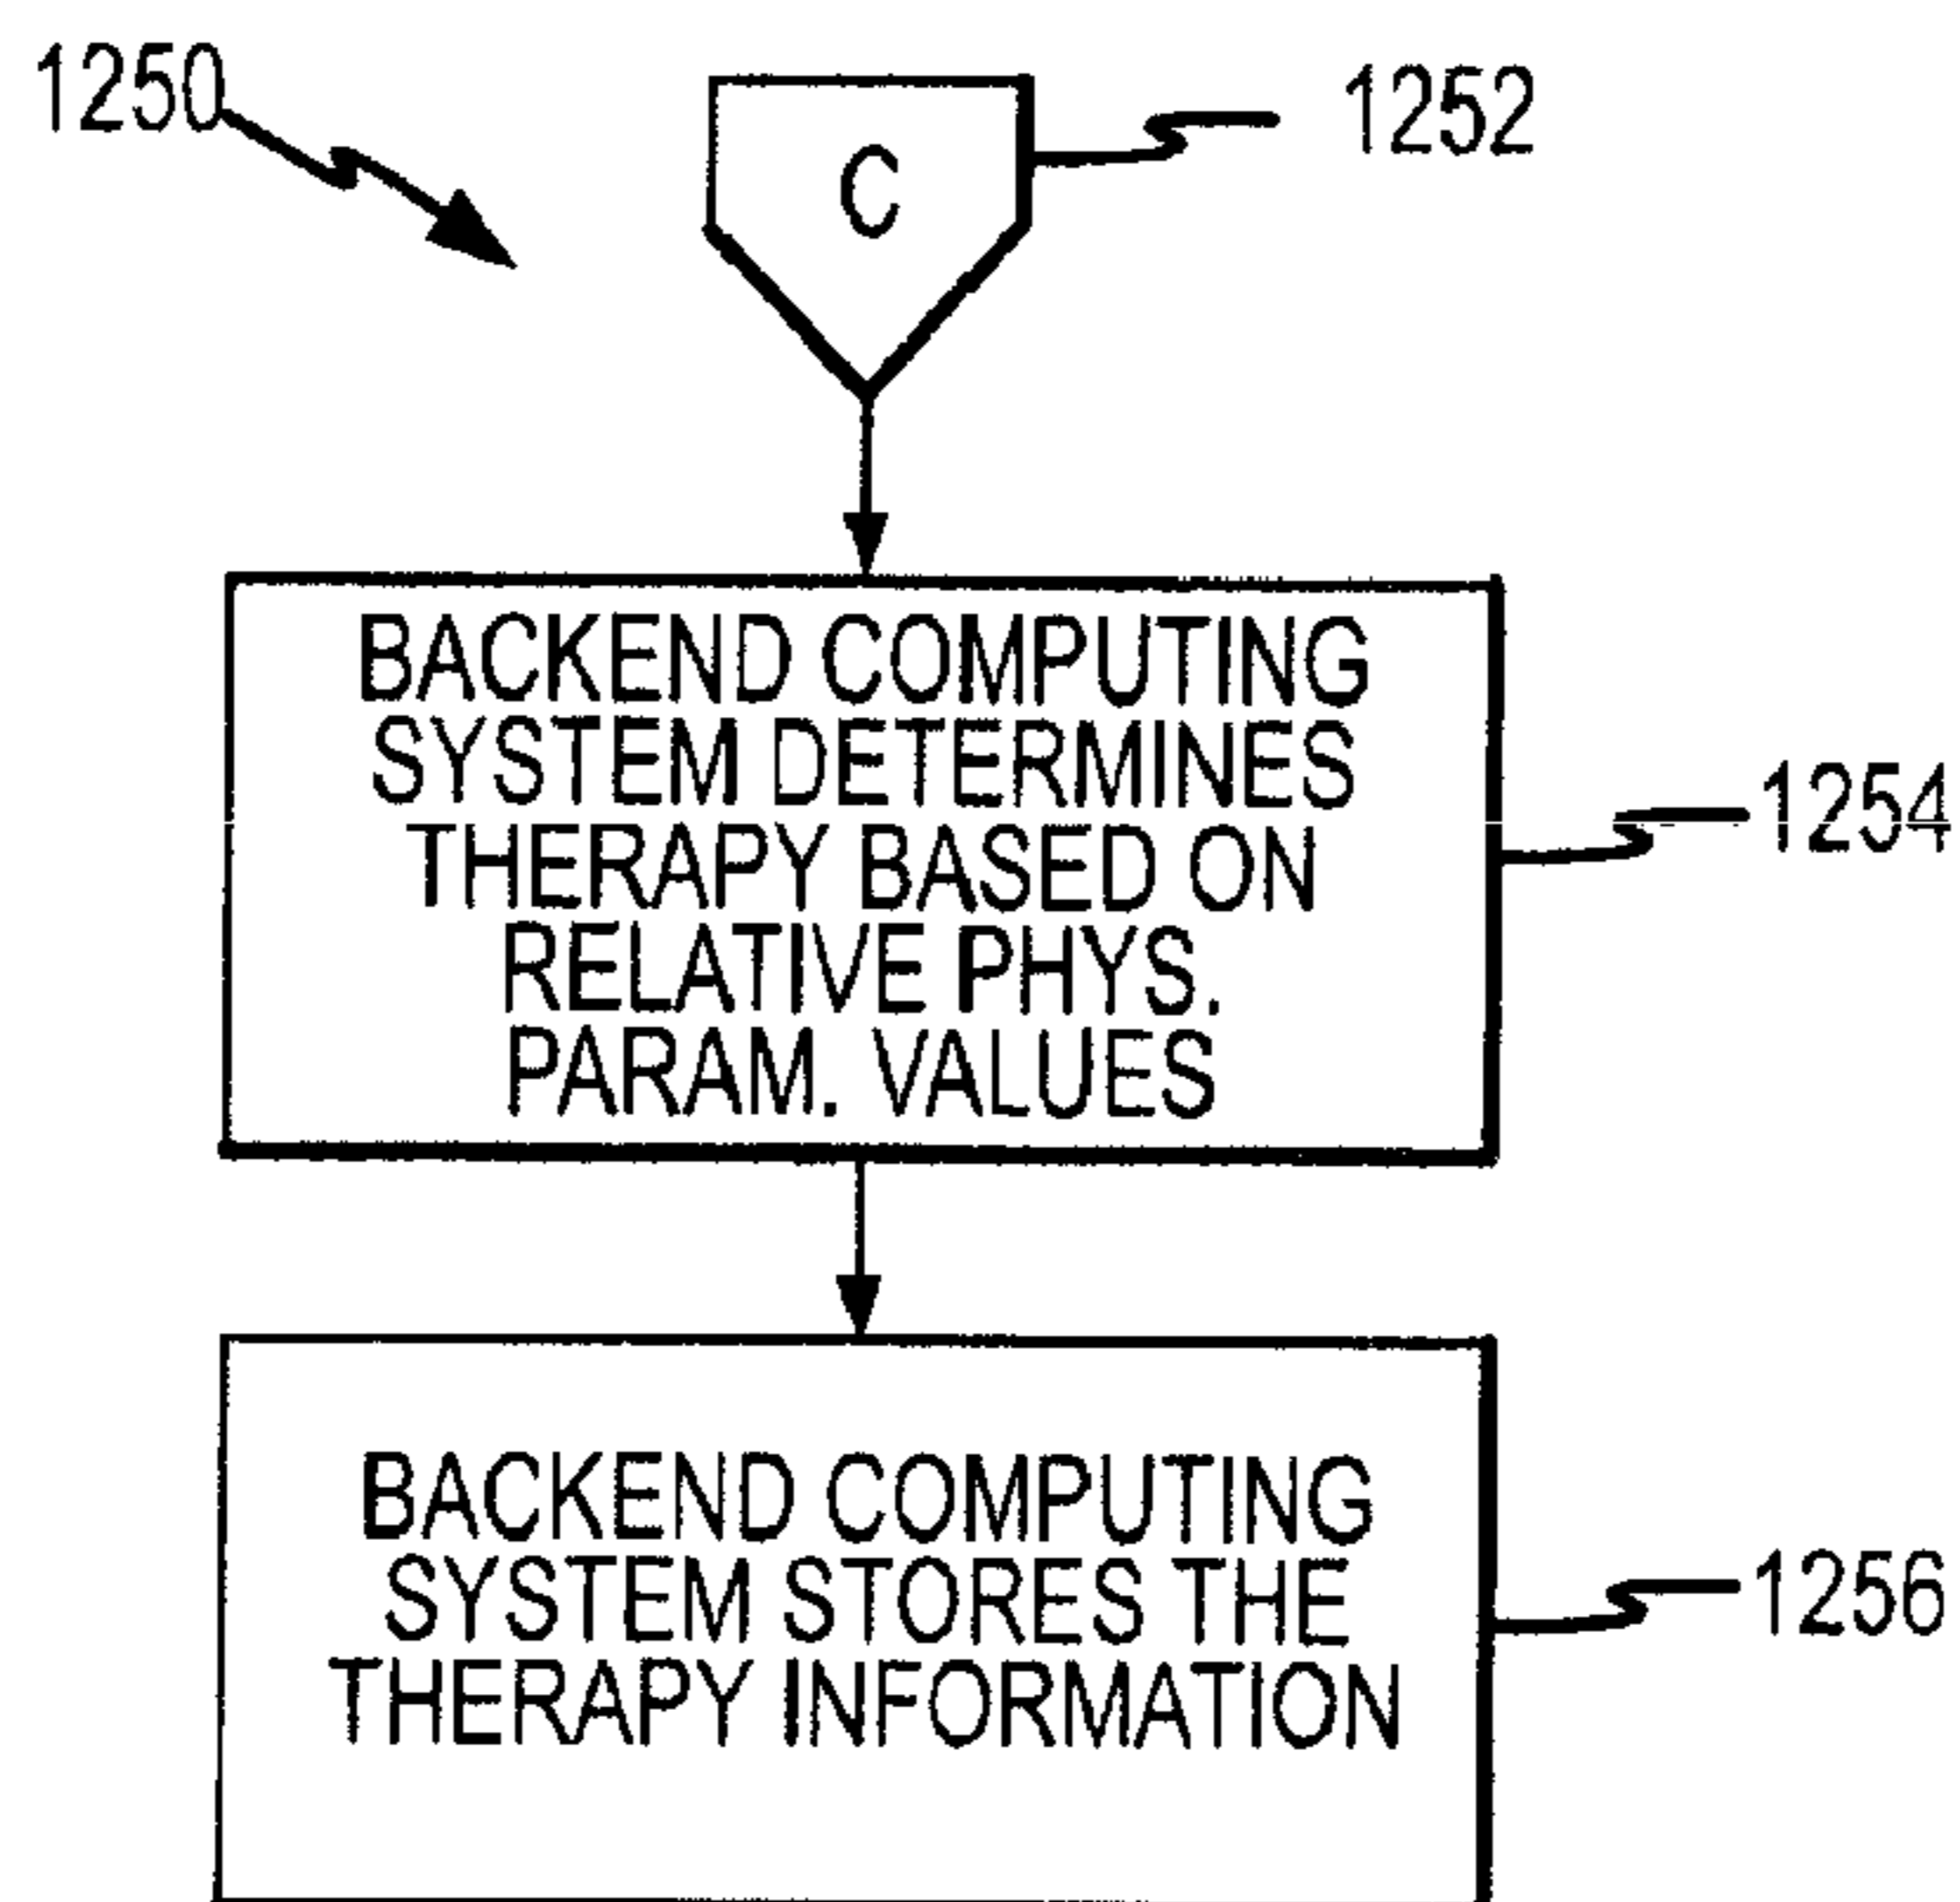 1250
1252
C
BACKEND COMPUTING
SYSTEM DETERMINES
THERAPY BASED ON
RELATIVE PHYS.
PARAM. VALUES
1254
BACKEND COMPUTING
SYSTEM STORES THE
THERAPY INFORMATION
1256